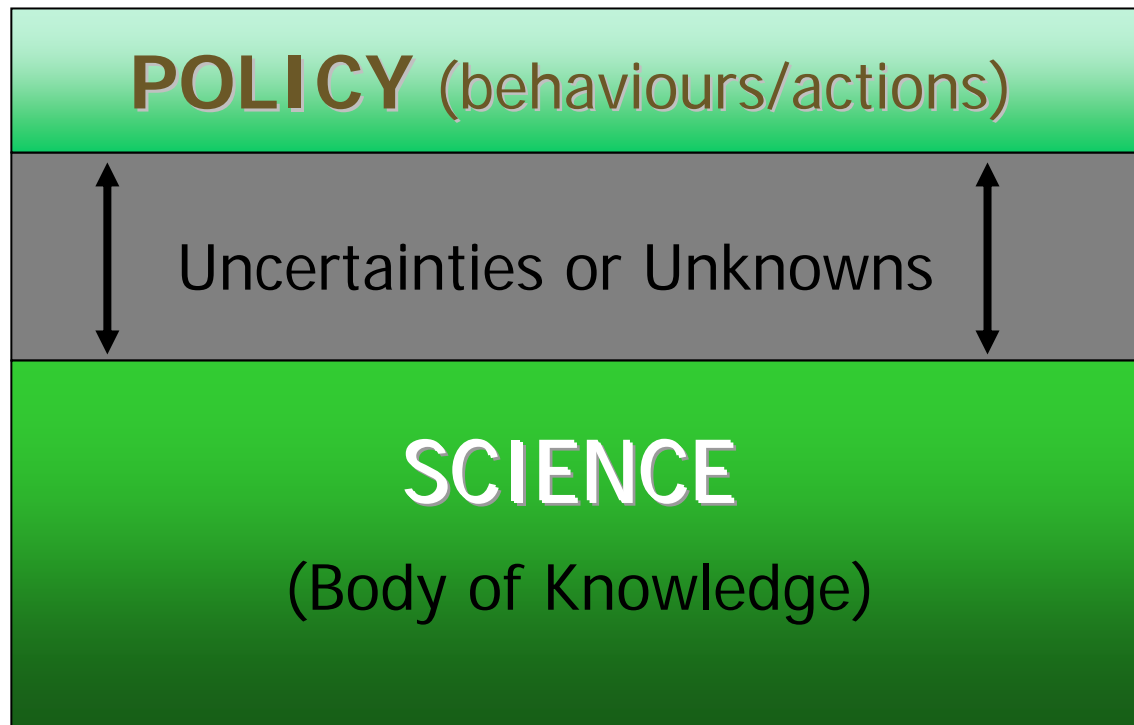 POLICY (behaviours/actions)
Uncertainties or Unknowns
SCIENCE
(Body of Knowledge)